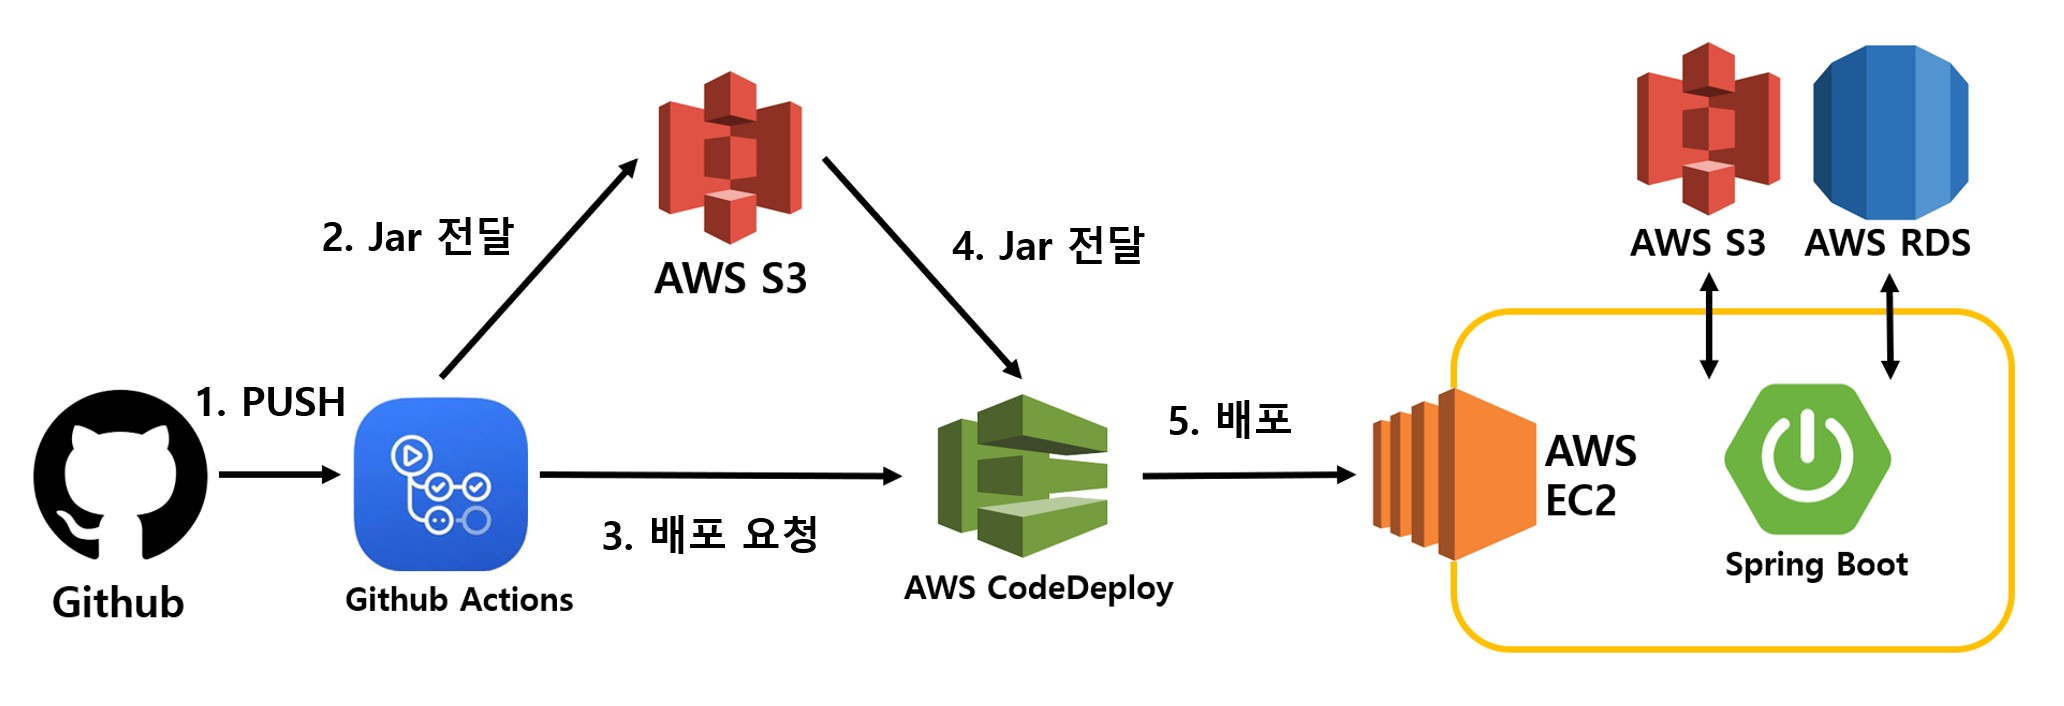 1. PUSH
Github
Github Actions
2. Jar 전달
AWS S3
3. 배포 요청
4. Jar 전달
AWS CodeDeploy
5. 배포
AWS
EC2
AWS S3
AWS RDS
Spring Boot